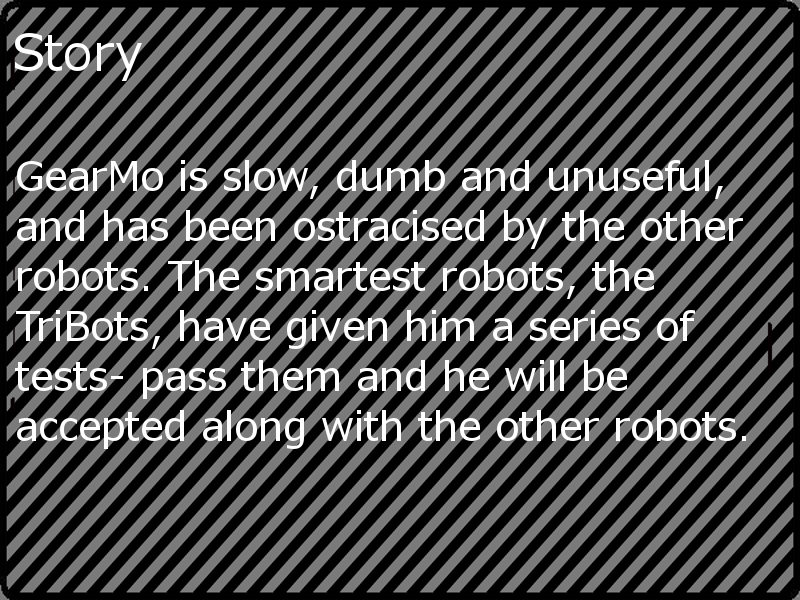 Story
GearMo is slow, dumb and unuseful,
and has been ostracised by the other
robots. The smartest robots, the
TriBots, have given him a series of
tests- pass them and he will be
accepted along with the other robots.